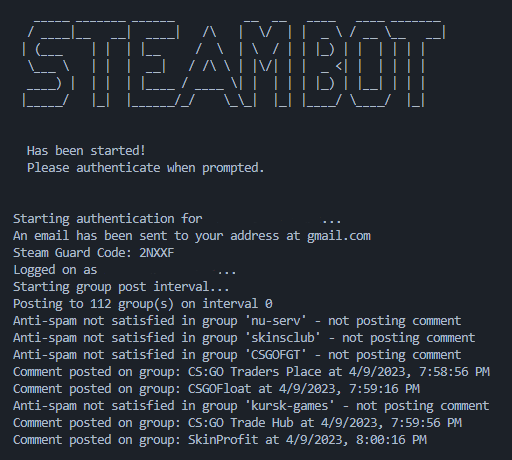 STEAMBOT
Has been started!
Please authenticate when prompted.
Starting authentication for ...
An email has been sent to your address at gmail.com
Steam Guard Code: 2NXXF
Logged on as ...
Starting group post interval...
Posting to 112 group(s) on interval 0
Anti-spam not satisfied in group 'nu-serv' - not posting comment
Anti-spam not satisfied in group 'skinsclub' - not posting comment
Anti-spam not satisfied in group 'CSGOFGT' - not posting comment
Comment posted on group: CS:GO Traders Place at 4/9/2023, 7:58:56 PM
Comment posted on group: CSGOFloat at 4/9/2023, 7:59:16 PM
Anti-spam not satisfied in group 'kursk-games' - not posting comment
Comment posted on group: CS:GO Trade Hub at 4/9/2023, 7:59:56 PM
Comment posted on group: SkinProfit at 4/9/2023, 8:00:16 PM